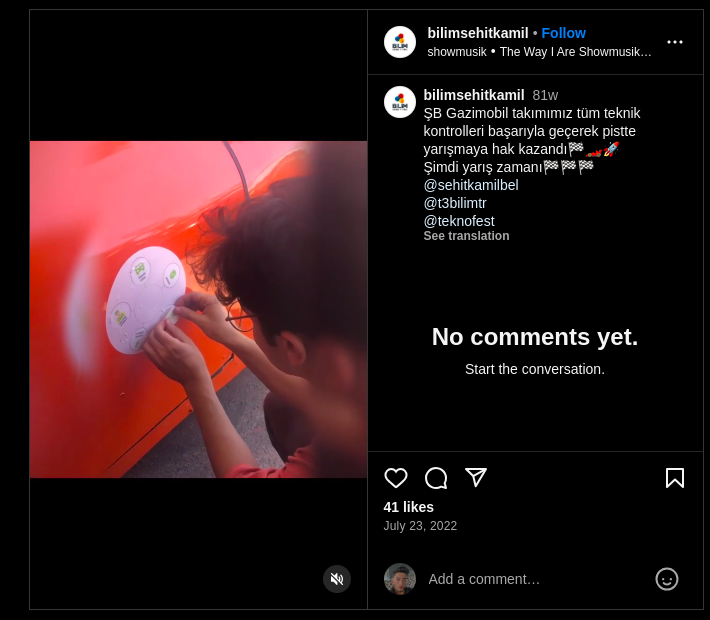 bilimsehitkamil • Follow
showmusik • The Way I Are Showmusik…
bilimsehitkamil 81w
ŞB Gazimobil takımımız tüm teknik
kontrolleri başarıyla geçerek pistte
yarışmaya hak kazandı🏁🏎️🚀
Şimdi yarış zamanı🏁🏁🏁
@sehitkamilbel
@t3bilimtr
@teknofest
See translation
No comments yet.
Start the conversation.
41 likes
July 23, 2022
Add a comment…